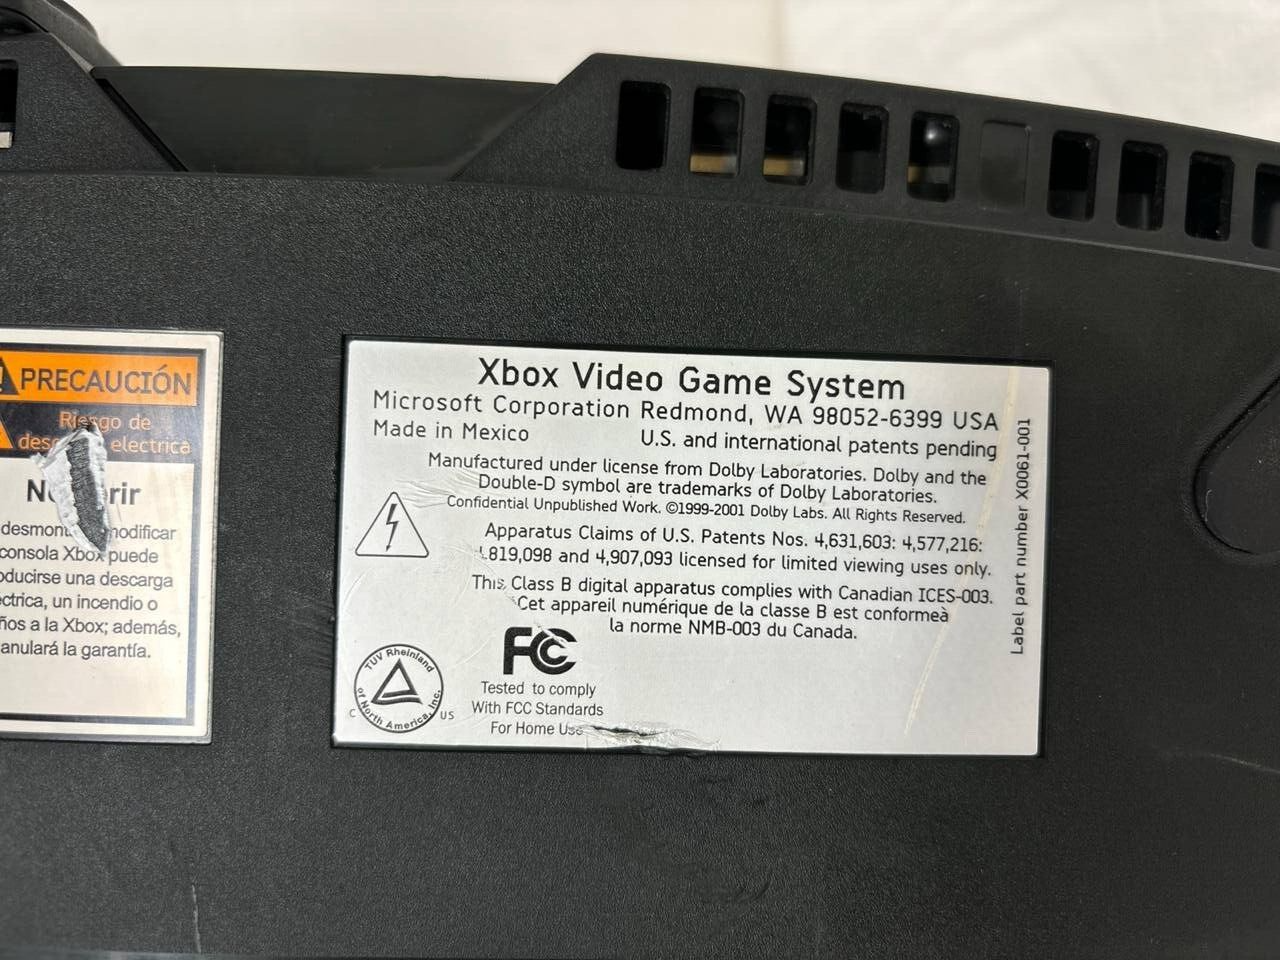 PRECAUCIÓN
Riesgo de
electrica
modificar
consola Xbox puede
una descarga
un incendio o
a la Xbox; además,
anulará la garantía.
Xbox Video Game System
Microsoft Corporation Redmond, WA 98052-6399 USA
Made in Mexico
U.S. and international patents pending
Manufactured under license from Dolby Laboratories. Dolby and the
Double-D symbol are trademarks of Dolby Laboratories.
Confidential Unpublished Work. ©1999-2001 Dolby Labs. All Rights Reserved.
Apparatus Claims of U.S. Patents Nos. 4,631,603: 4,577,216:
819,098 and 4,907,093 licensed for limited viewing uses only.
This Class B digital apparatus complies with Canadian ICES-003.
Cet appareil numérique de la classe B est conformeà
la norme NMB-003 du Canada.
FCC
Tested to comply
With FCC Standards
For Home Use
TUV Rheinland
of North America, Inc.
C US
Label part number X0061-001